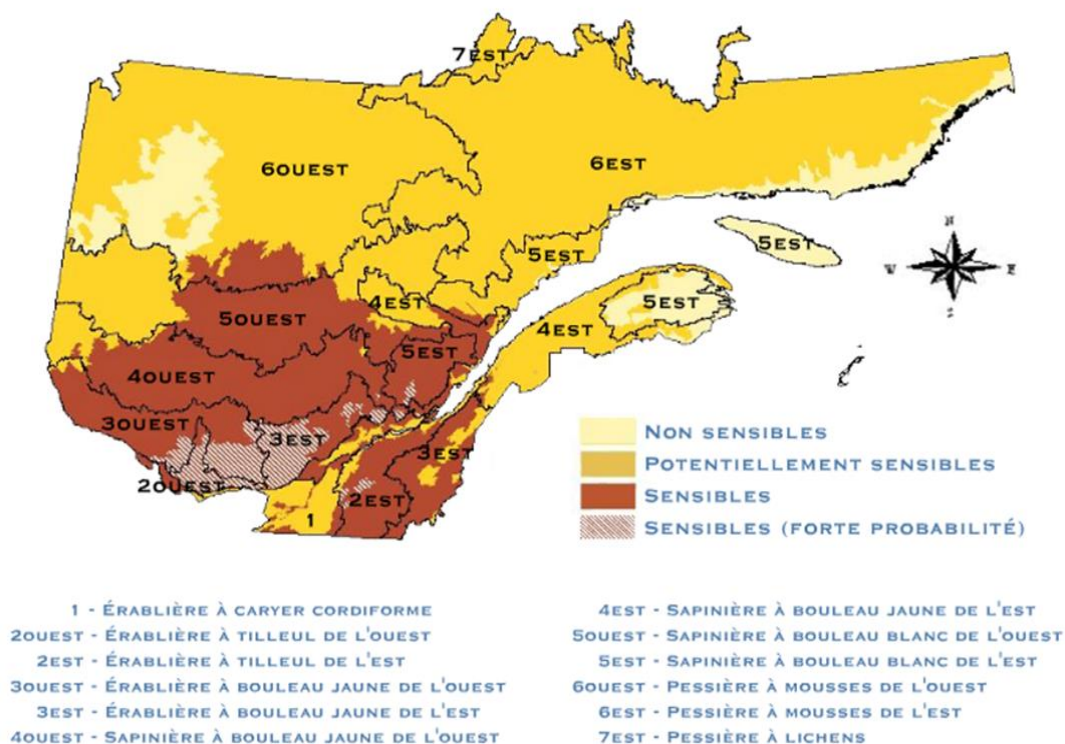 7EST
6OUEST
6EST
5EST
5EST
N
W
E
S
4EST
5EST
5OUEST
4EST
5EST
4OUEST
3OUEST
3EST
3EST
2OUEST
2EST
1
NON SENSIBLES
POTENTIELLEMENT SENSIBLES
SENSIBLES
SENSIBLES (FORTE PROBABILITÉ)
1 - ÉRABLIÈRE À CARYER CORDIFORME
2OUEST - ÉRABLIÈRE À TILLEUL DE L'OUEST
2EST - ÉRABLIÈRE À TILLEUL DE L'EST
3OUEST - ÉRABLIÈRE À BOULEAU JAUNE DE L'OUEST
3EST - ÉRABLIÈRE À BOULEAU JAUNE DE L'EST
4OUEST - SAPINIÈRE À BOULEAU JAUNE DE L'OUEST
4EST - SAPINIÈRE À BOULEAU JAUNE DE L'EST
5OUEST - SAPINIÈRE À BOULEAU BLANC DE L'OUEST
5EST - SAPINIÈRE À BOULEAU BLANC DE L'EST
6OUEST - PESSIÈRE À MOUSSES DE L'OUEST
6EST - PESSIÈRE À MOUSSES DE L'EST
7EST - PESSIÈRE À LICHENS